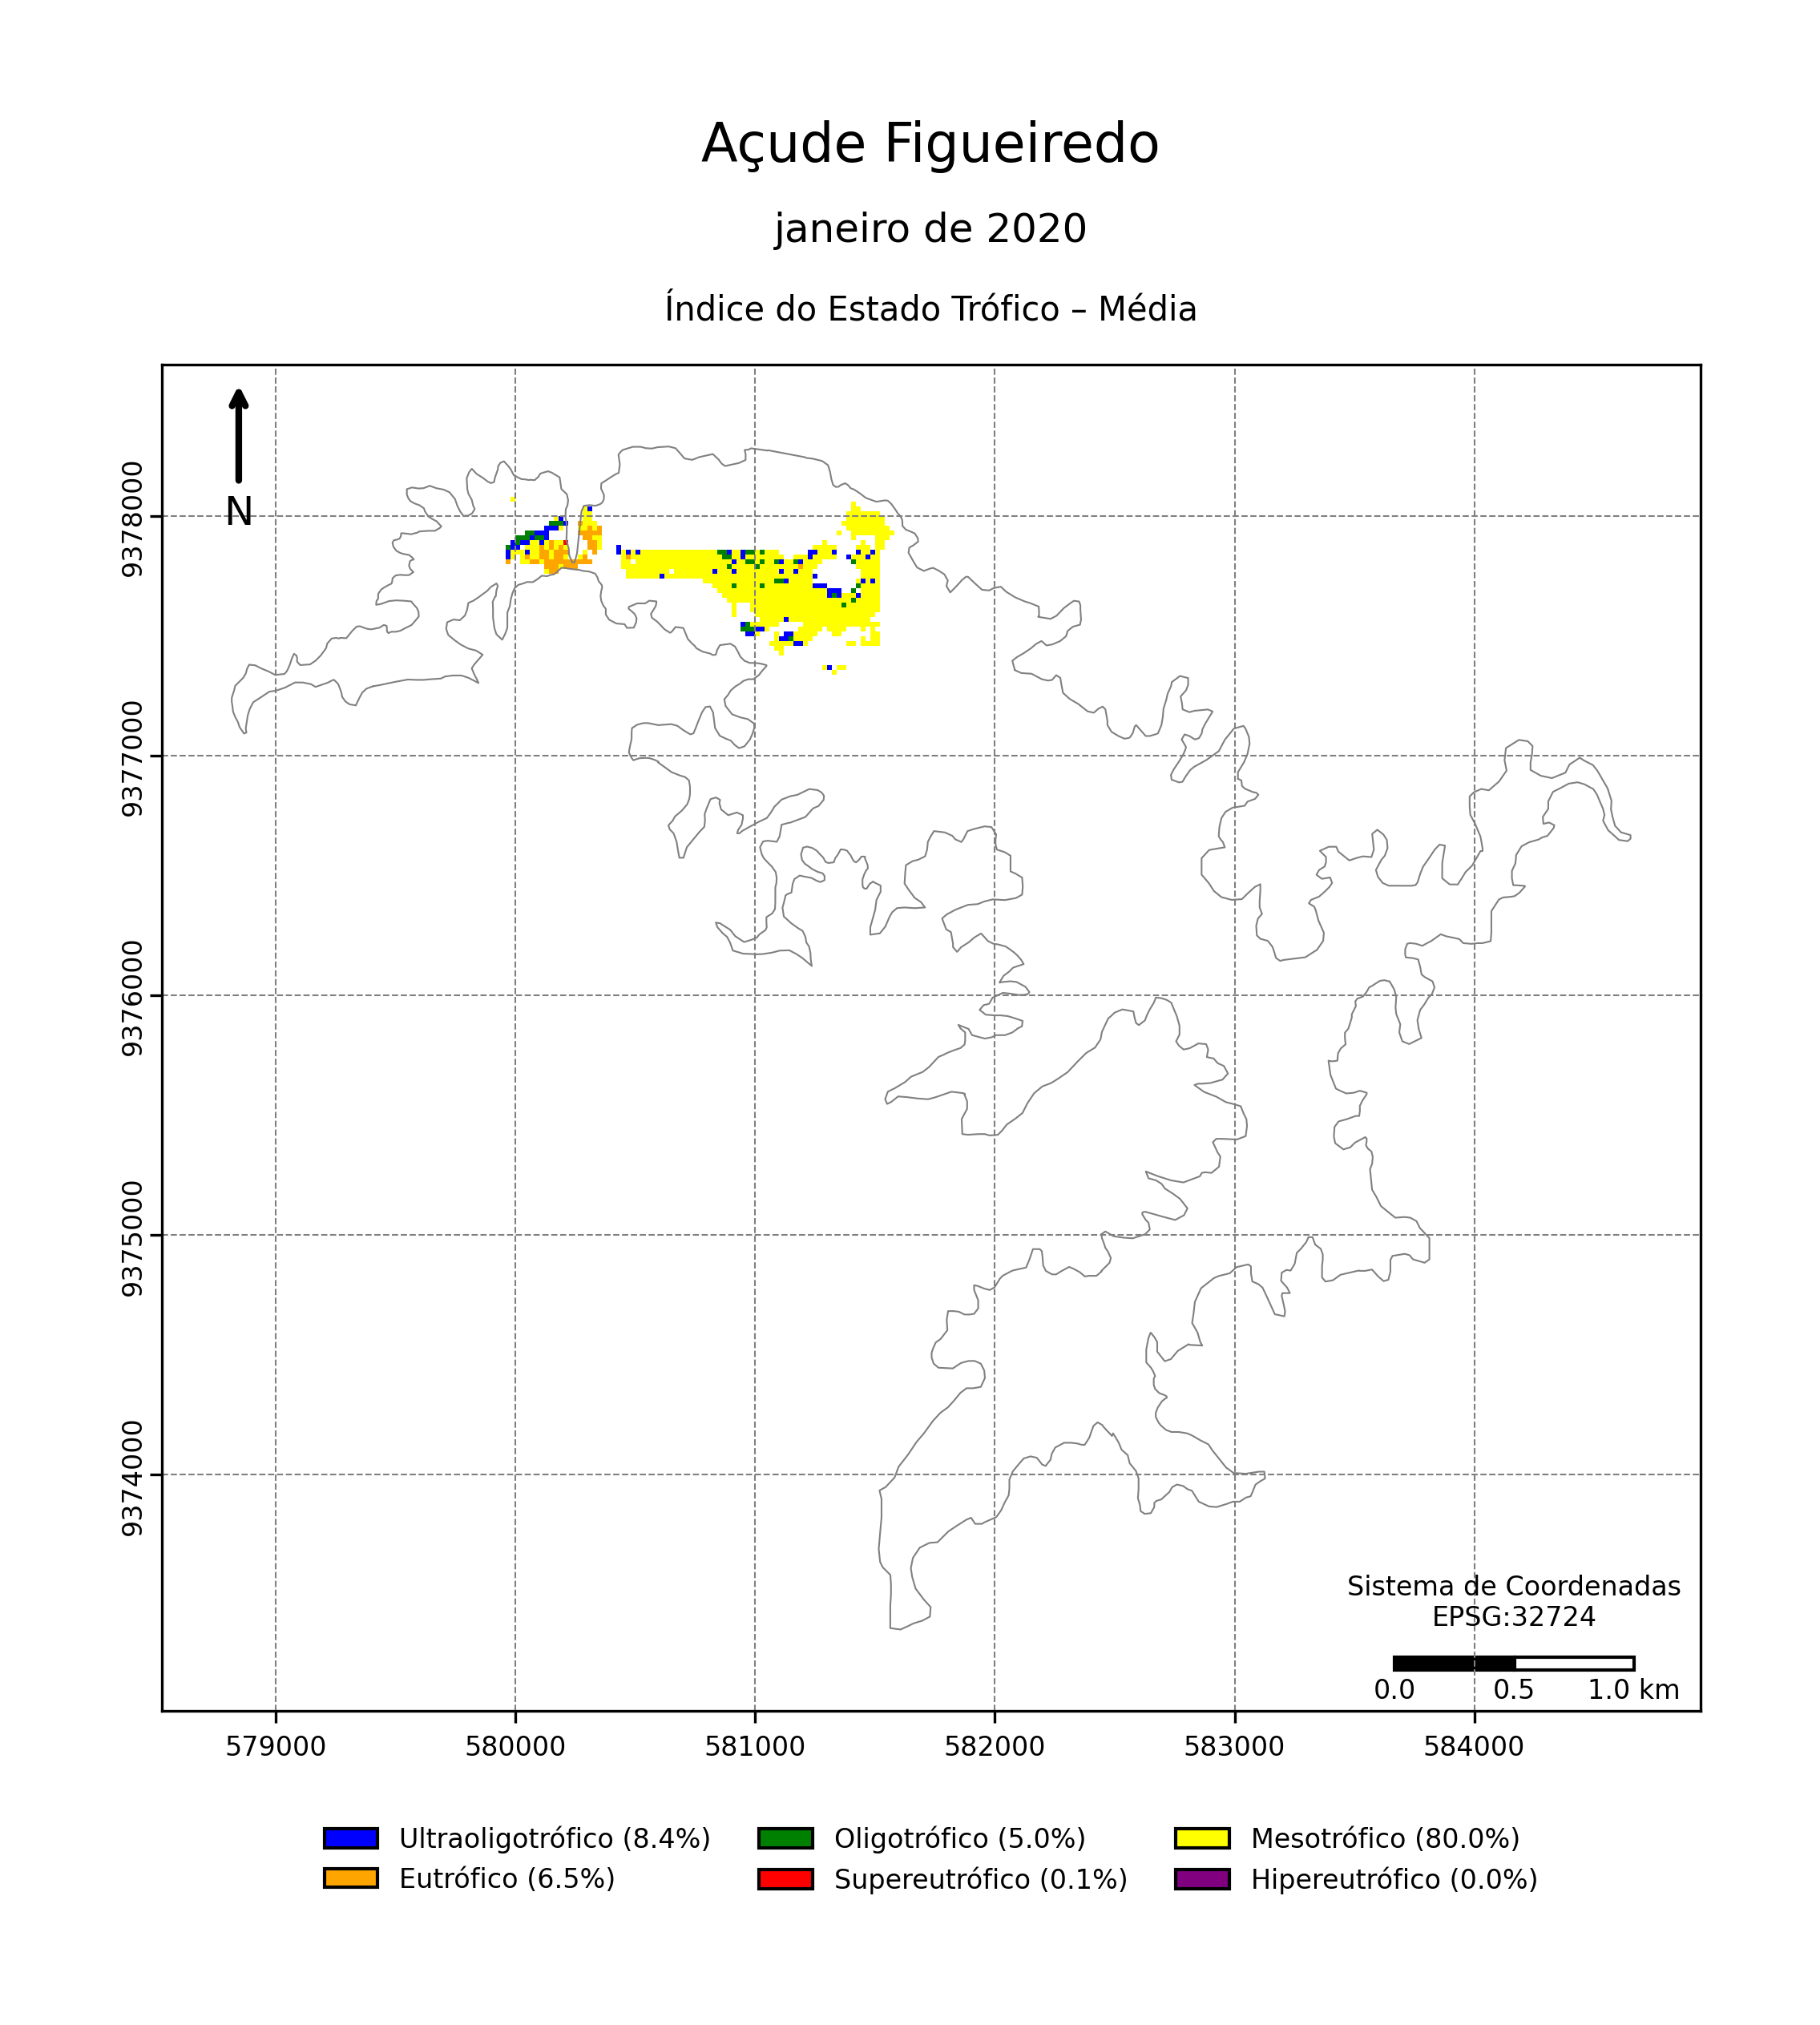 Açude Figueiredo
janeiro de 2020
Índice do Estado Trófico – Média
N
9378000
9377000
9376000
9375000
9374000
Sistema de Coordenadas
EPSG:32724
0.0 0.5 1.0 km
579000 580000 581000 582000 583000 584000
Ultraoligotrófico (8.4%) Oligotrófico (5.0%) Mesotrófico (80.0%)
Eutrófico (6.5%) Supereutrófico (0.1%) Hipereutrófico (0.0%)